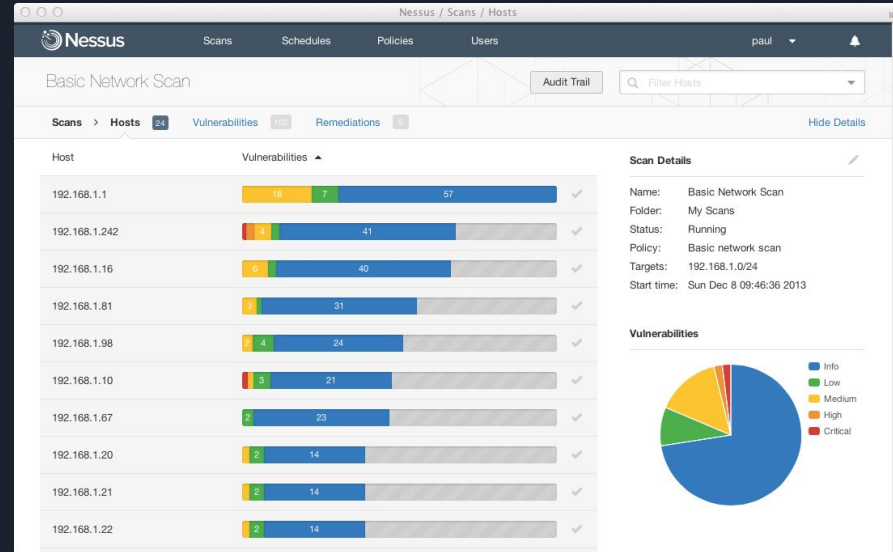 Nessus / Scans / Hosts
Nessus Scans Schedules Policies Users paul
Basic Network Scan Audit Trail Filter Hosts
Scans > Hosts 24 Vulnerabilities 103 Remediations Hide Details
Host Vulnerabilities
192.168.1.1 16 7 57
192.168.1.242 4 41
192.168.1.16 6 40
192.168.1.81 3 31
192.168.1.98 2 4 24
192.168.1.10 3 21
192.168.1.67 2 23
192.168.1.20 2 14
192.168.1.21 2 14
192.168.1.22 2 14
Scan Details
Name: Basic Network Scan
Folder: My Scans
Status: Running
Policy: Basic network scan
Targets: 192.168.1.0/24
Start time: Sun Dec 8 09:46:36 2013
Vulnerabilities
Info
Low
Medium
High
Critical